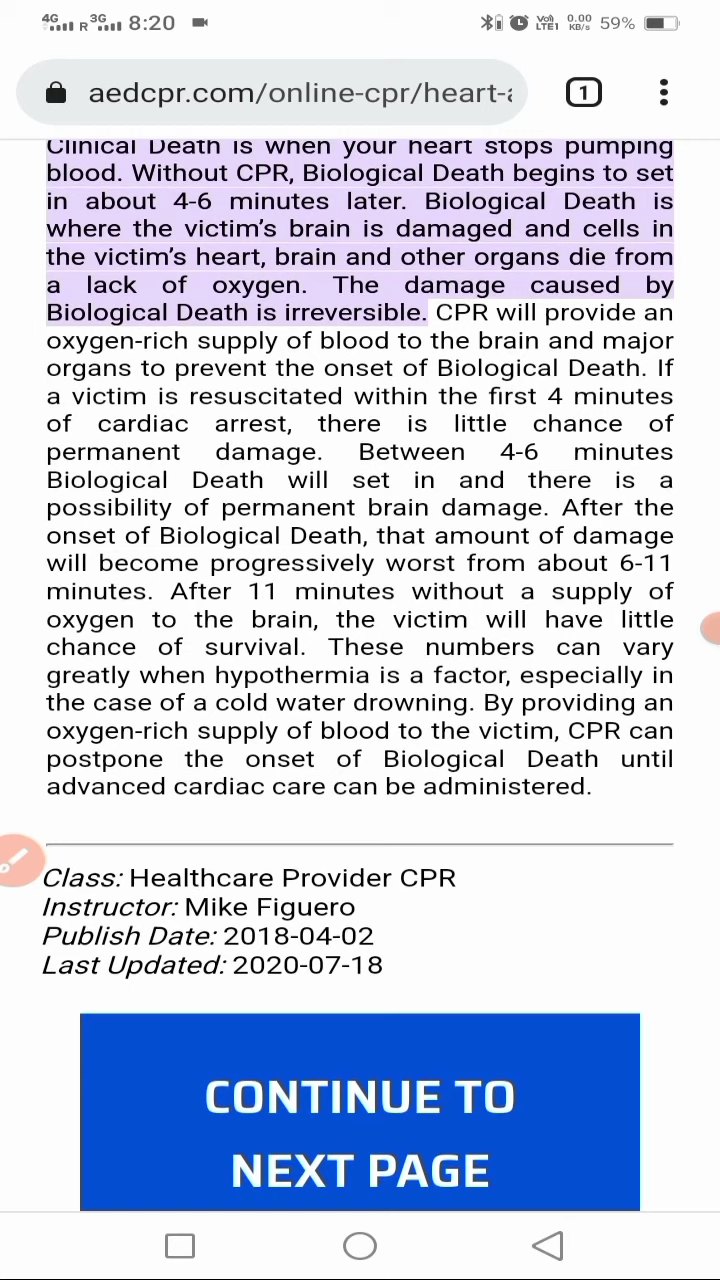 4G R 3G 8:20 Vo) LTE1 0.00 KB/s 59%
aedcpr.com/online-cpr/heart-a 1
Clinical Death is when your heart stops pumping
blood. Without CPR, Biological Death begins to set
in about 4-6 minutes later. Biological Death is
where the victim's brain is damaged and cells in
the victim's heart, brain and other organs die from
a lack of oxygen. The damage caused by
Biological Death is irreversible. CPR will provide an
oxygen-rich supply of blood to the brain and major
organs to prevent the onset of Biological Death. If
a victim is resuscitated within the first 4 minutes
of cardiac arrest, there is little chance of
permanent damage. Between 4-6 minutes
Biological Death will set in and there is a
possibility of permanent brain damage. After the
onset of Biological Death, that amount of damage
will become progressively worst from about 6-11
minutes. After 11 minutes without a supply of
oxygen to the brain, the victim will have little
chance of survival. These numbers can vary
greatly when hypothermia is a factor, especially in
the case of a cold water drowning. By providing an
oxygen-rich supply of blood to the victim, CPR can
postpone the onset of Biological Death until
advanced cardiac care can be administered.
Class: Healthcare Provider CPR
Instructor: Mike Figuero
Publish Date: 2018-04-02
Last Updated: 2020-07-18
CONTINUE TO
NEXT PAGE